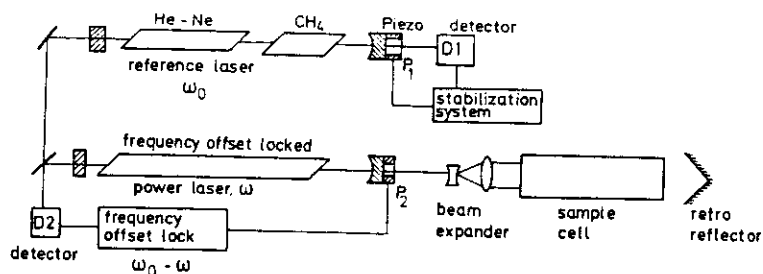 He - Ne
CH₄
Piezo
detector
D1
P₁
reference laser
ω₀
stabilization
system
frequency offset locked
power laser, ω
P₂
D2
detector
frequency
offset lock
ω₀ - ω
beam
expander
sample
cell
retro
reflector